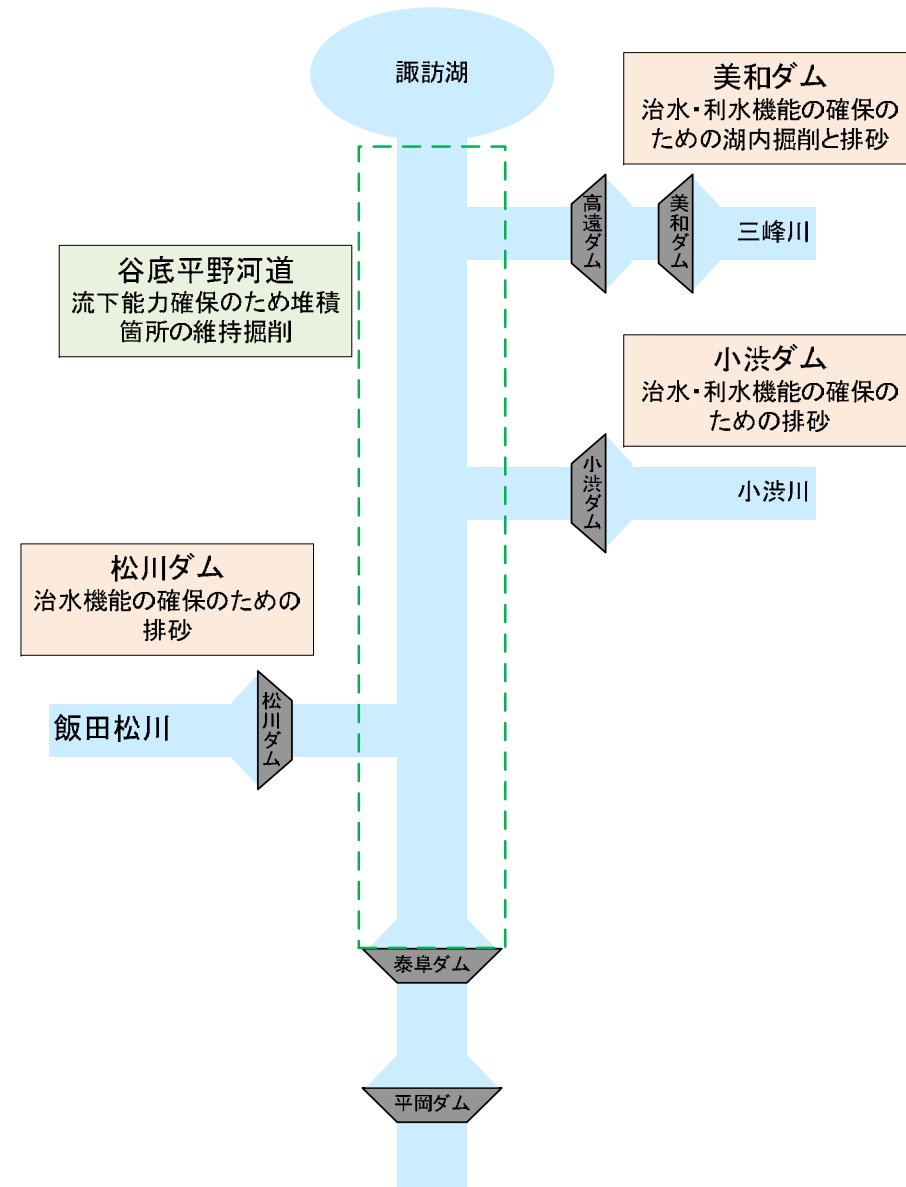 諏訪湖
美和ダム
治水・利水機能の確保の
ための湖内掘削と排砂
高遠ダム
美和ダム
三峰川
谷底平野河道
流下能力確保のため堆積
箇所の維持掘削
小渋ダム
治水・利水機能の確保の
ための排砂
小渋ダム
小渋川
松川ダム
治水機能の確保のための
排砂
飯田松川
松川ダム
泰阜ダム
平岡ダム